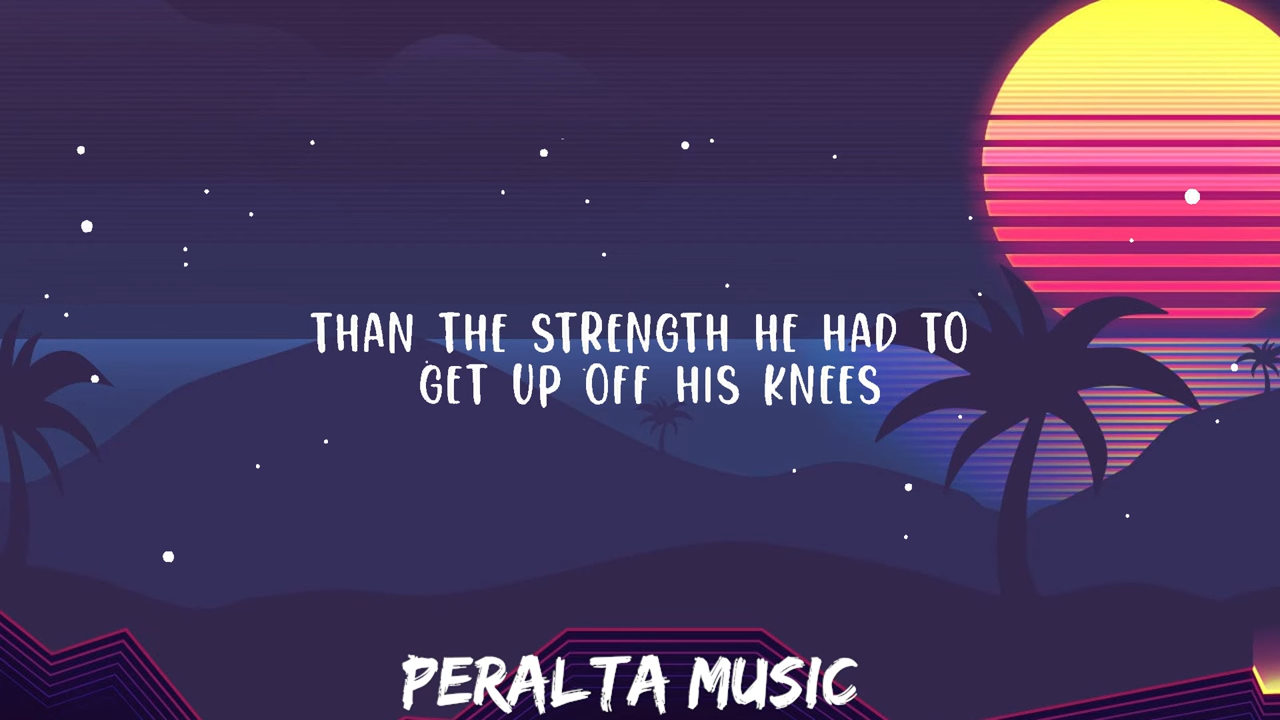 THAN THE STRENGTH HE HAD TO
GET UP OFF HIS KNEES
PERALTA MUSIC